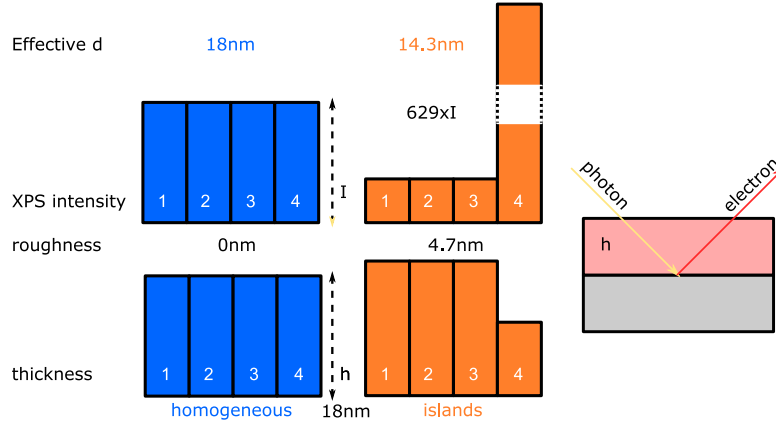 Effective d 18nm 14.3nm
629xI
XPS intensity 1 2 3 4 I 1 2 3 4
photon electron
roughness 0nm 4.7nm
h
thickness 1 2 3 4 h 1 2 3 4
homogeneous 18nm islands